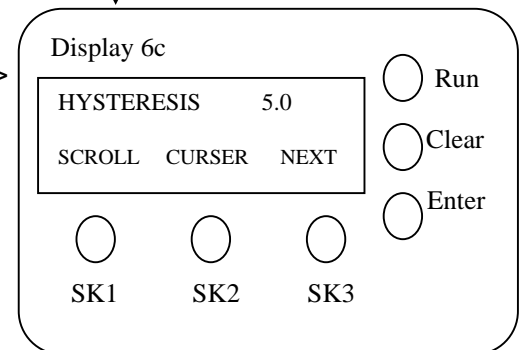 Display 6c
HYSTERESIS 5.0
SCROLL CURSER NEXT
SK1 SK2 SK3
Run
Clear
Enter